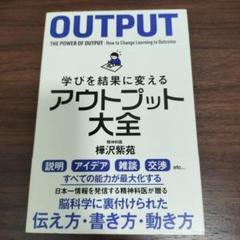 OUTPUT
THE POWER OF OUTPUT : How to Change Learning to Outcome
学びを結果に変える
アウトプット
大全
精神科医
樺沢紫苑
説明 アイデア 雑談 交渉 etc...
すべての能力が最大化する
日本一情報を発信する精神科医が贈る
脳科学に裏付けられた
伝え方・書き方・動き方